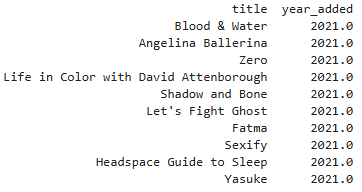 title year_added
Blood & Water 2021.0
Angelina Ballerina 2021.0
Zero 2021.0
Life in Color with David Attenborough 2021.0
Shadow and Bone 2021.0
Let's Fight Ghost 2021.0
Fatma 2021.0
Sexify 2021.0
Headspace Guide to Sleep 2021.0
Yasuke 2021.0